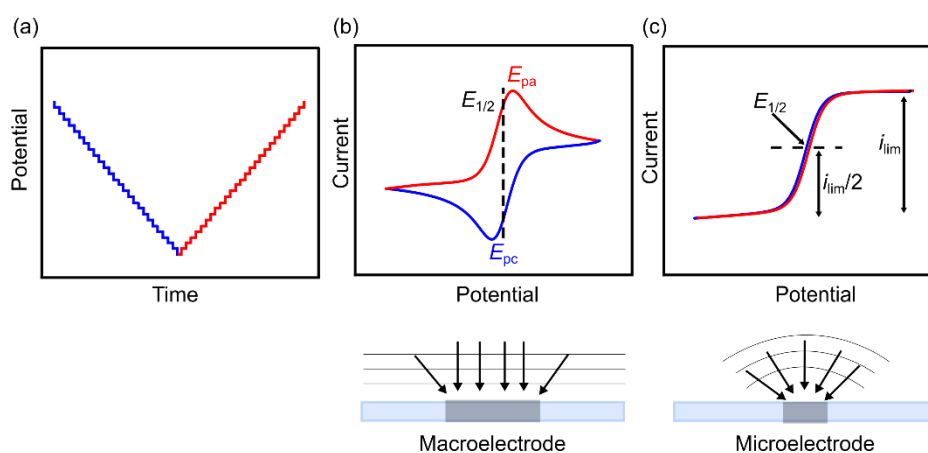 (a)
Potential
Time
(b)
Current
E1/2
Epa
Epc
Potential
Macroelectrode
(c)
Current
E1/2
ilim/2
ilim
Potential
Microelectrode